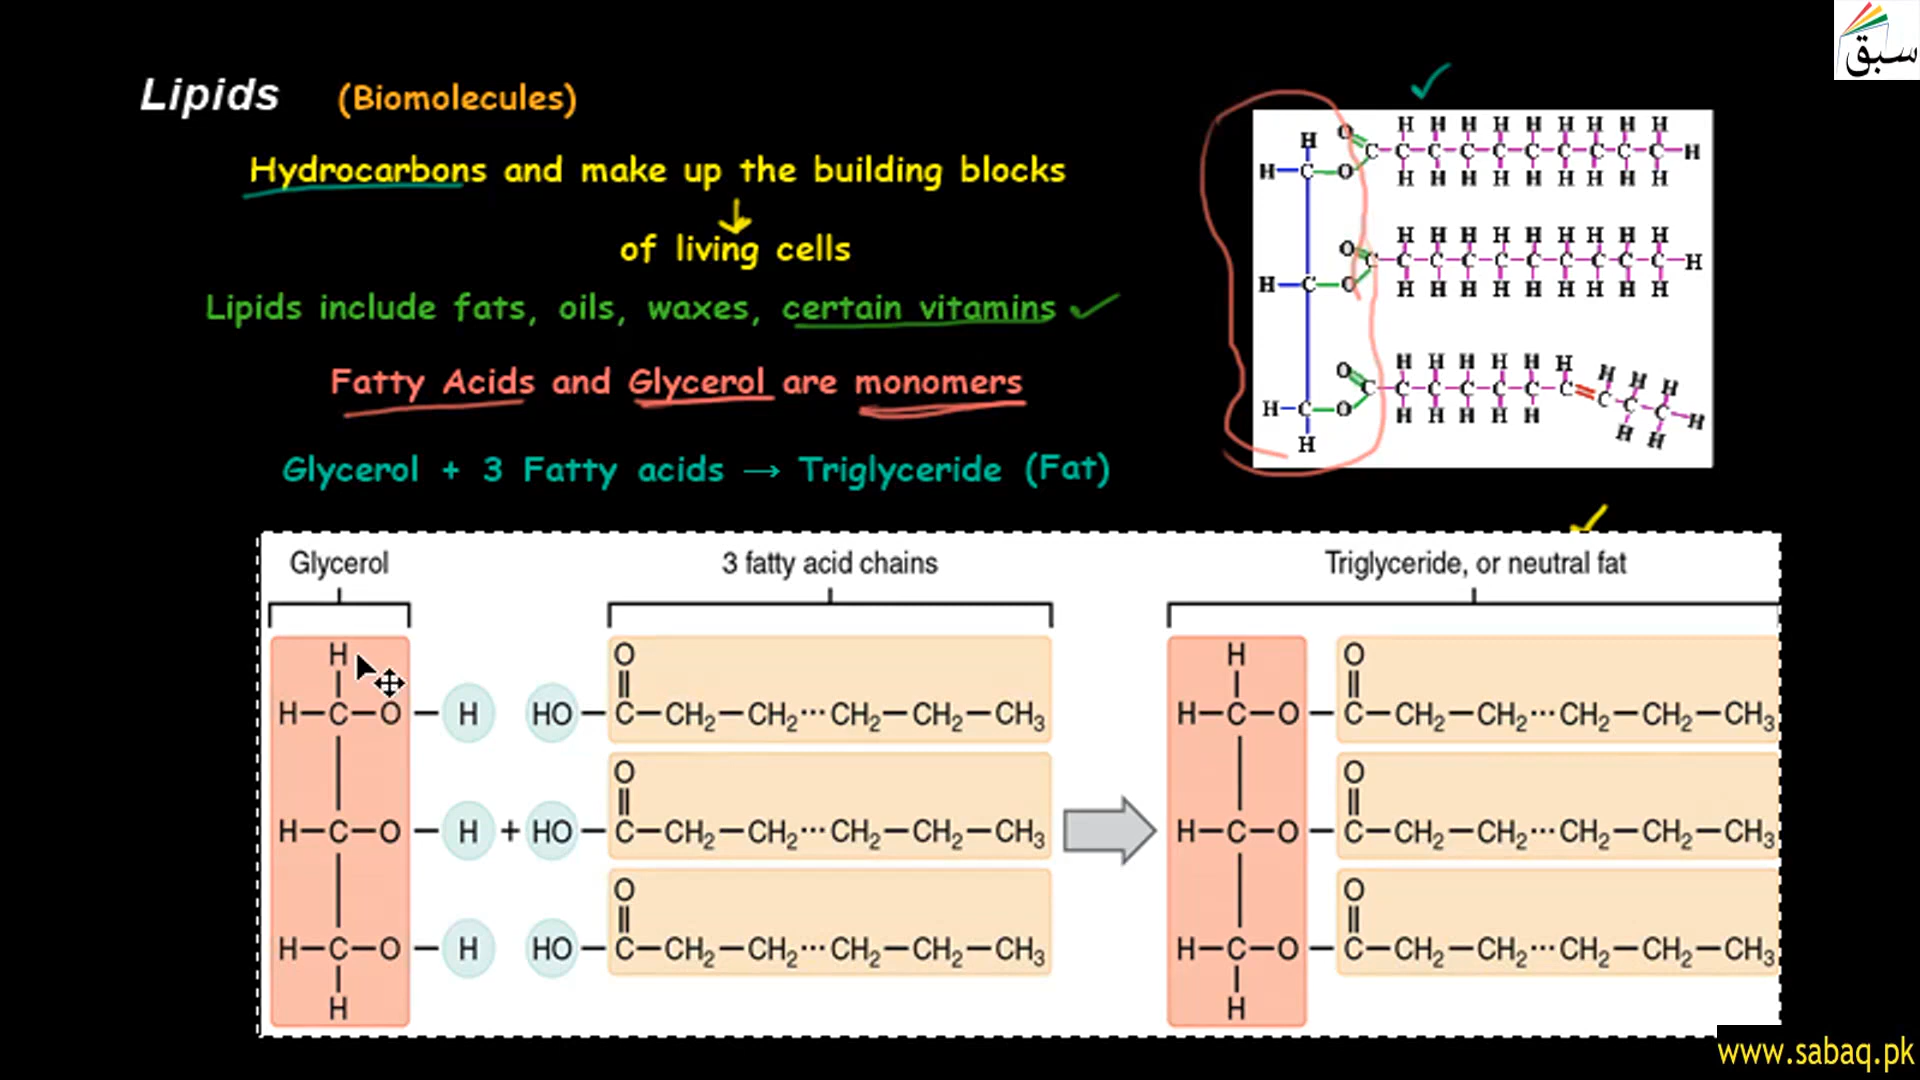 سبق
Lipids (Biomolecules)
Hydrocarbons and make up the building blocks
of living cells
Lipids include fats, oils, waxes, certain vitamins
Fatty Acids and Glycerol are monomers
Glycerol + 3 Fatty acids → Triglyceride (Fat)
H H H H H H H H H
H O
H—C—O C—C—C—C—C—C—C—C—C—C—H
H H H H H H H H H
H H H H H H H H H
O
H—C—O C—C—C—C—C—C—C—C—C—C—H
H H H H H H H H H
H H H H H H H H H
O
H—C—O C—C—C—C—C—C—C=C—C—C—H
H H H H H H H
H
Glycerol 3 fatty acid chains Triglyceride, or neutral fat
H O H O
H—C—O—H HO—C—CH₂—CH₂···CH₂—CH₂—CH₃ H—C—O—C—CH₂—CH₂···CH₂—CH₂—CH₃
O O
H—C—O—H + HO—C—CH₂—CH₂···CH₂—CH₂—CH₃ H—C—O—C—CH₂—CH₂···CH₂—CH₂—CH₃
O O
H—C—O—H HO—C—CH₂—CH₂···CH₂—CH₂—CH₃ H—C—O—C—CH₂—CH₂···CH₂—CH₂—CH₃
H H
www.sabaq.pk